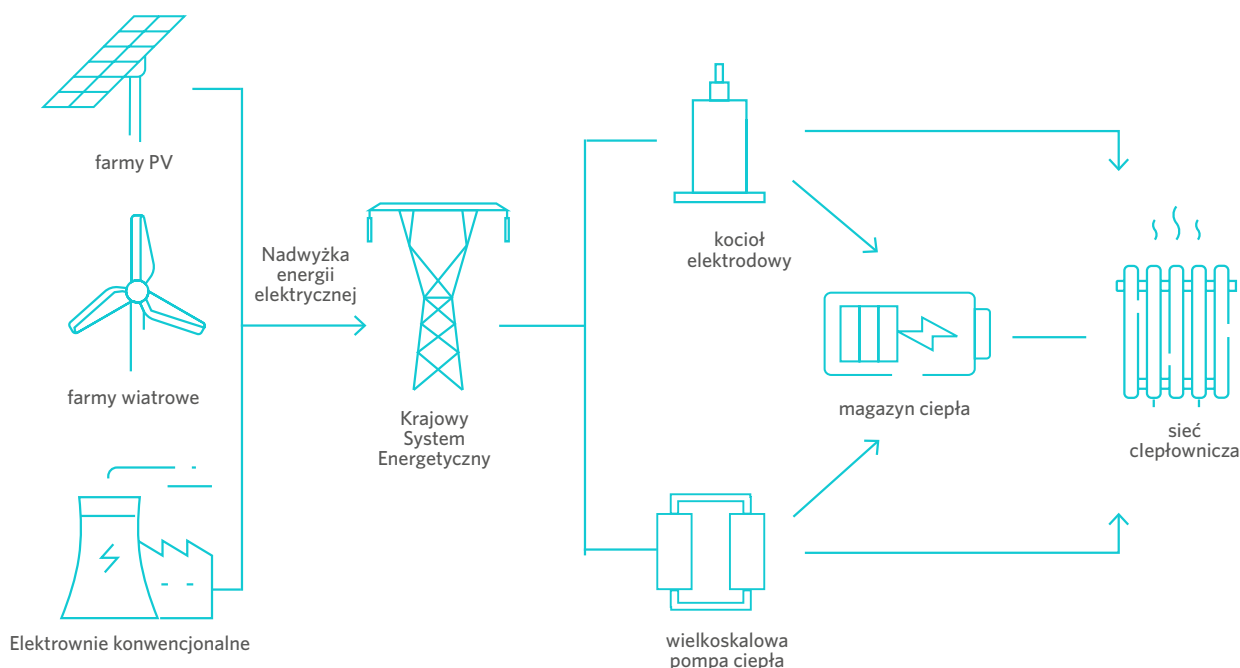 farmy PV
farmy wiatrowe
Elektrownie konwencjonalne
Nadwyżka
energii
elektrycznej
Krajowy
System
Energetyczny
kocioł
elektrodowy
magazyn ciepła
wielkoskalowa
pompa ciepła
sieć
clepłownicza